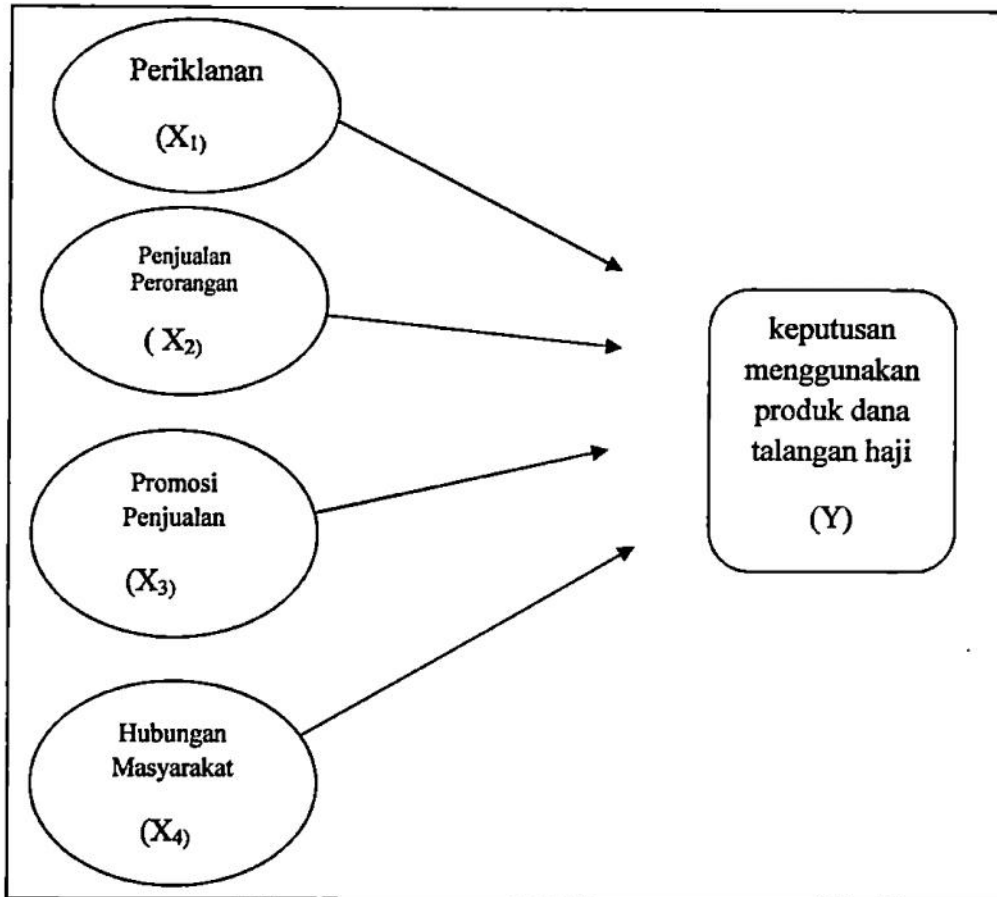 Periklanan
(X₁)
Penjualan
Perorangan
( X₂)
Promosi
Penjualan
(X₃)
Hubungan
Masyarakat
(X₄)
keputusan
menggunakan
produk dana
talangan haji
(Y)